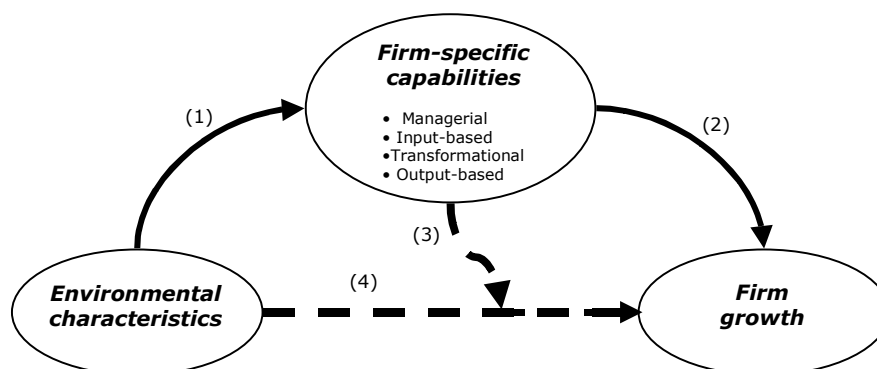 Firm-specific
capabilities
• Managerial
• Input-based
•Transformational
• Output-based
(1)
(2)
(3)
(4)
Environmental
characteristics
Firm
growth